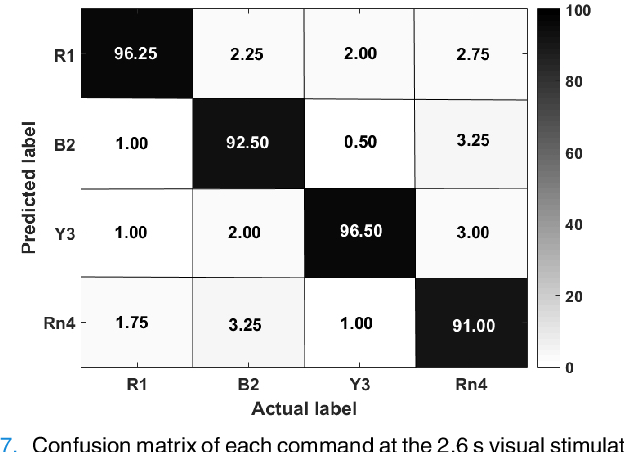 100
R1 96.25 2.25 2.00 2.75
80
B2 1.00 92.50 0.50 3.25
60
Predicted label
40
Y3 1.00 2.00 96.50 3.00
20
Rn4 1.75 3.25 1.00 91.00
0
R1 B2 Y3 Rn4
Actual label
7. Confusion matrix of each command at the 2.6 s visual stimulat